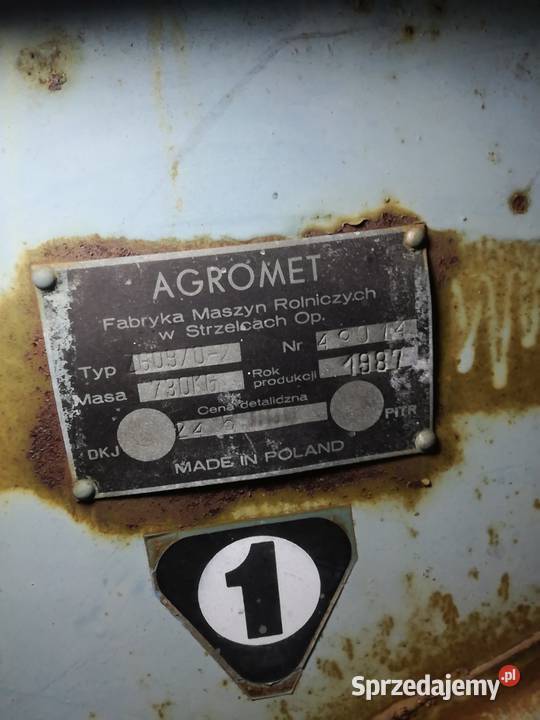 AGROMET
Fabryka Maszyn Rolniczych
w Strzelcach Op.
Typ Nr
Masa 730KG Rok produkcji 1987
Cena detaliczna
DKJ PiTR
MADE IN POLAND
1
Sprzedajemy.pl